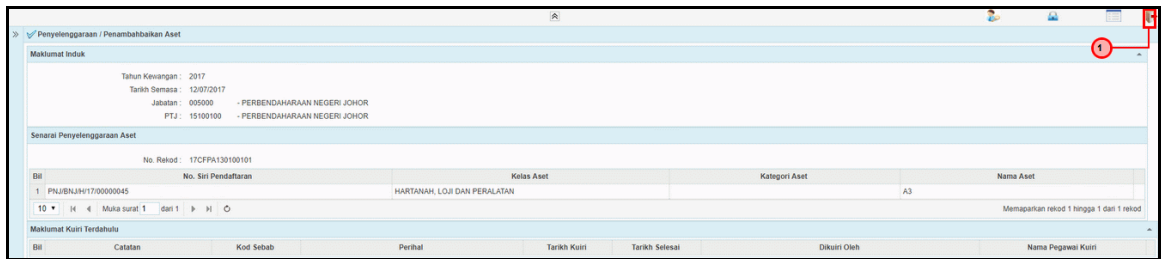 1
Penyelenggaraan / Penambahbaikan Aset
Maklumat Induk
Tahun Kewangan : 2017
Tarikh Semasa : 12/07/2017
Jabatan : 005000 - PERBENDAHARAAN NEGERI JOHOR
PTJ : 15100100 - PERBENDAHARAAN NEGERI JOHOR
Senarai Penyelenggaraan Aset
No. Rekod : 17CFPA130100101
Bil No. Siri Pendaftaran Kelas Aset Kategori Aset Nama Aset
1 PNJ/BNJ/H/17/00000045 HARTANAH, LOJI DAN PERALATAN A3
10 Muka surat 1 dari 1 Memaparkan rekod 1 hingga 1 dari 1 rekod
Maklumat Kuiri Terdahulu
Bil Catatan Kod Sebab Perihal Tarikh Kuiri Tarikh Selesai Dikuiri Oleh Nama Pegawai Kuiri